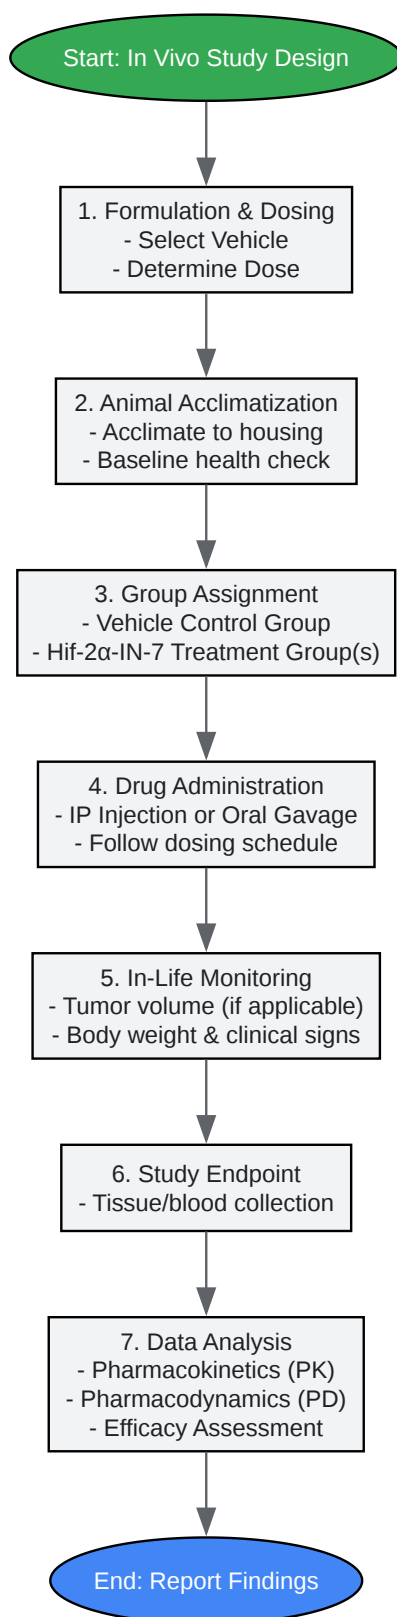 Start: In Vivo Study Design
1. Formulation & Dosing
- Select Vehicle
- Determine Dose
2. Animal Acclimatization
- Acclimate to housing
- Baseline health check
3. Group Assignment
- Vehicle Control Group
- Hif-2α-IN-7 Treatment Group(s)
4. Drug Administration
- IP Injection or Oral Gavage
- Follow dosing schedule
5. In-Life Monitoring
- Tumor volume (if applicable)
- Body weight & clinical signs
6. Study Endpoint
- Tissue/blood collection
7. Data Analysis
- Pharmacokinetics (PK)
- Pharmacodynamics (PD)
- Efficacy Assessment
End: Report Findings